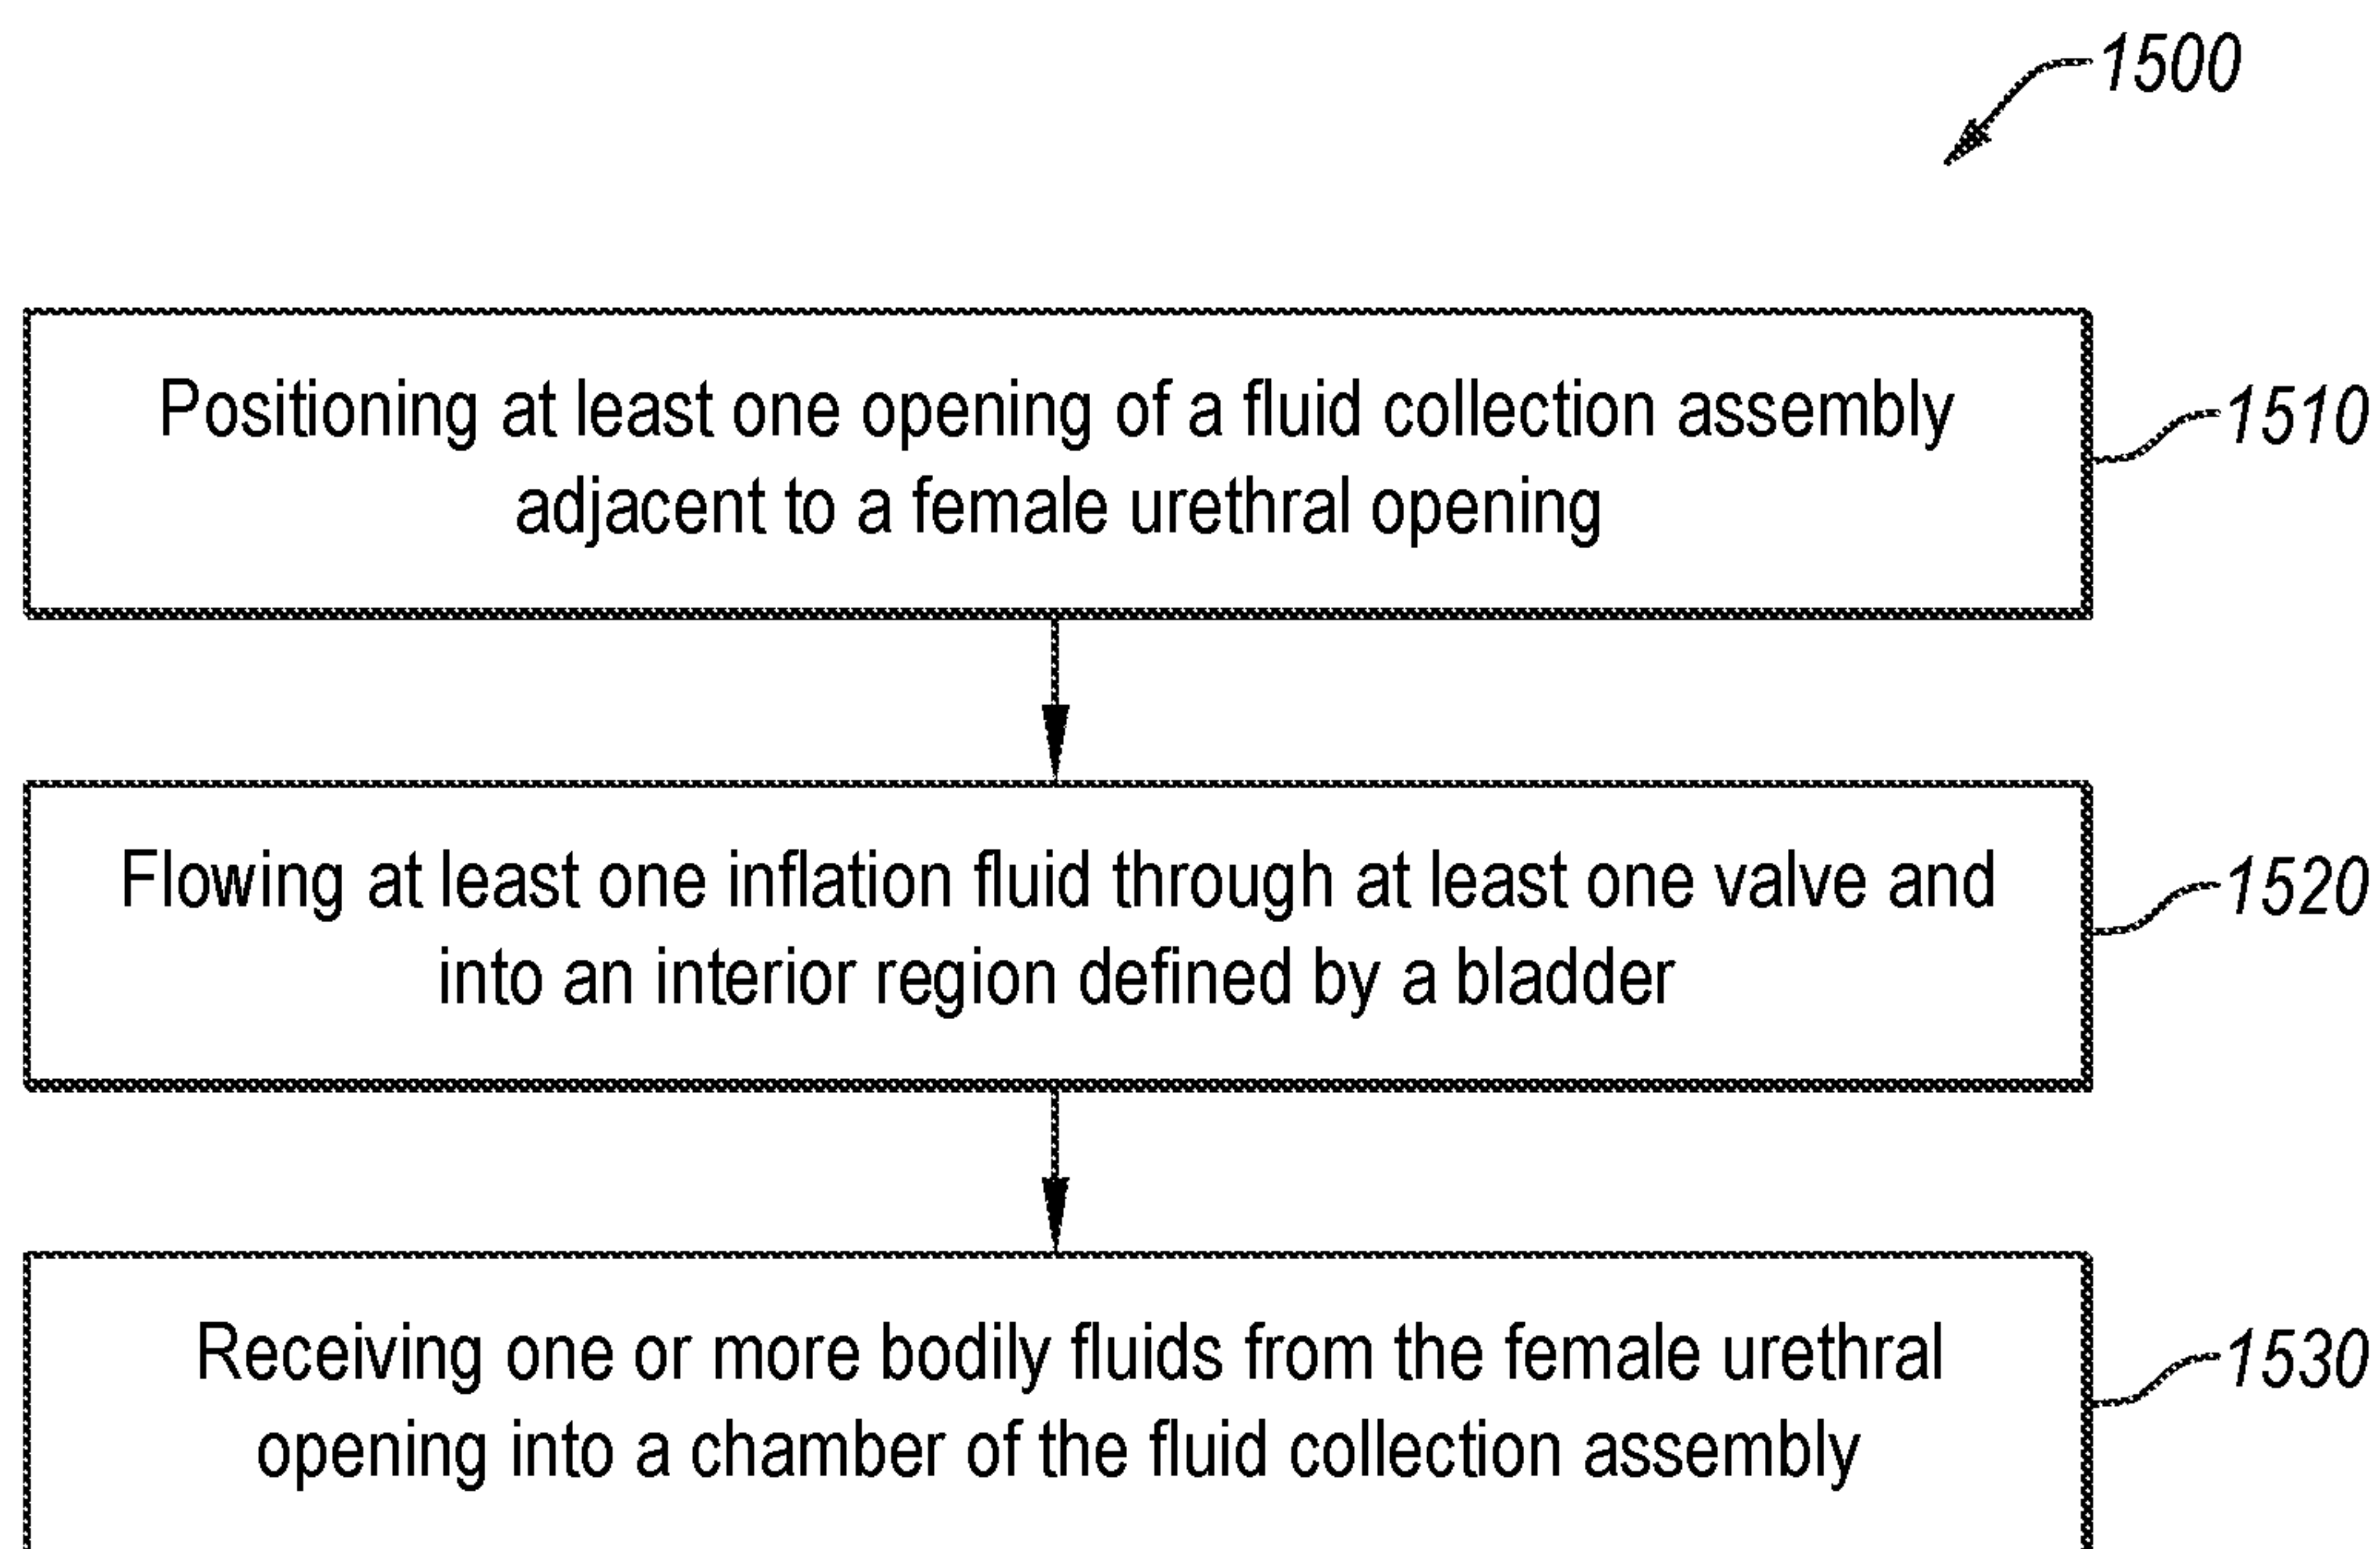 1500
Positioning at least one opening of a fluid collection assembly
adjacent to a female urethral opening
1510
Flowing at least one inflation fluid through at least one valve and
into an interior region defined by a bladder
1520
Receiving one or more bodily fluids from the female urethral
opening into a chamber of the fluid collection assembly
1530